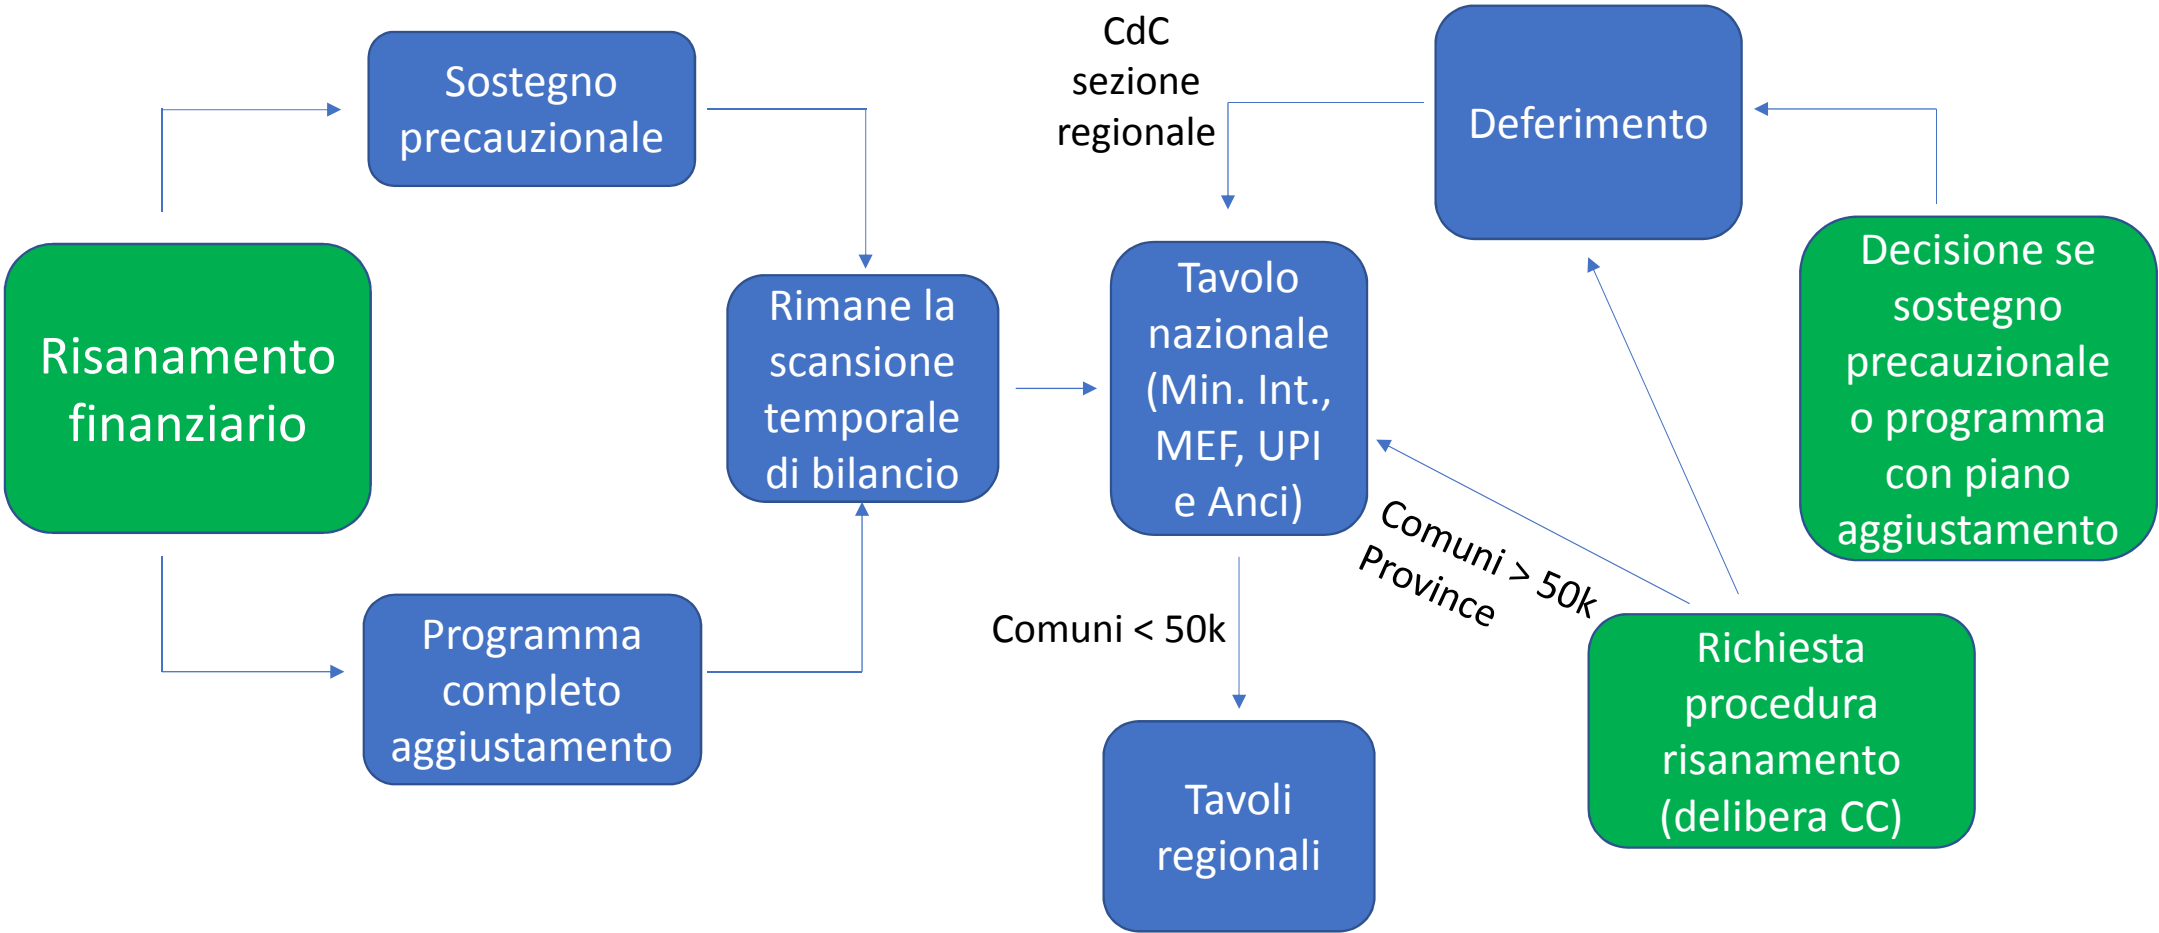 Sostegno
precauzionale
Risanamento
finanziario
Programma
completo
aggiustamento
Rimane la
scansione
temporale
di bilancio
CdC
sezione
regionale
Tavolo
nazionale
(Min. Int.,
MEF, UPI
e Anci)
Comuni < 50k
Tavoli
regionali
Deferimento
Comuni > 50k
Province
Decisione se
sostegno
precauzionale
o programma
con piano
aggiustamento
Richiesta
procedura
risanamento
(delibera CC)